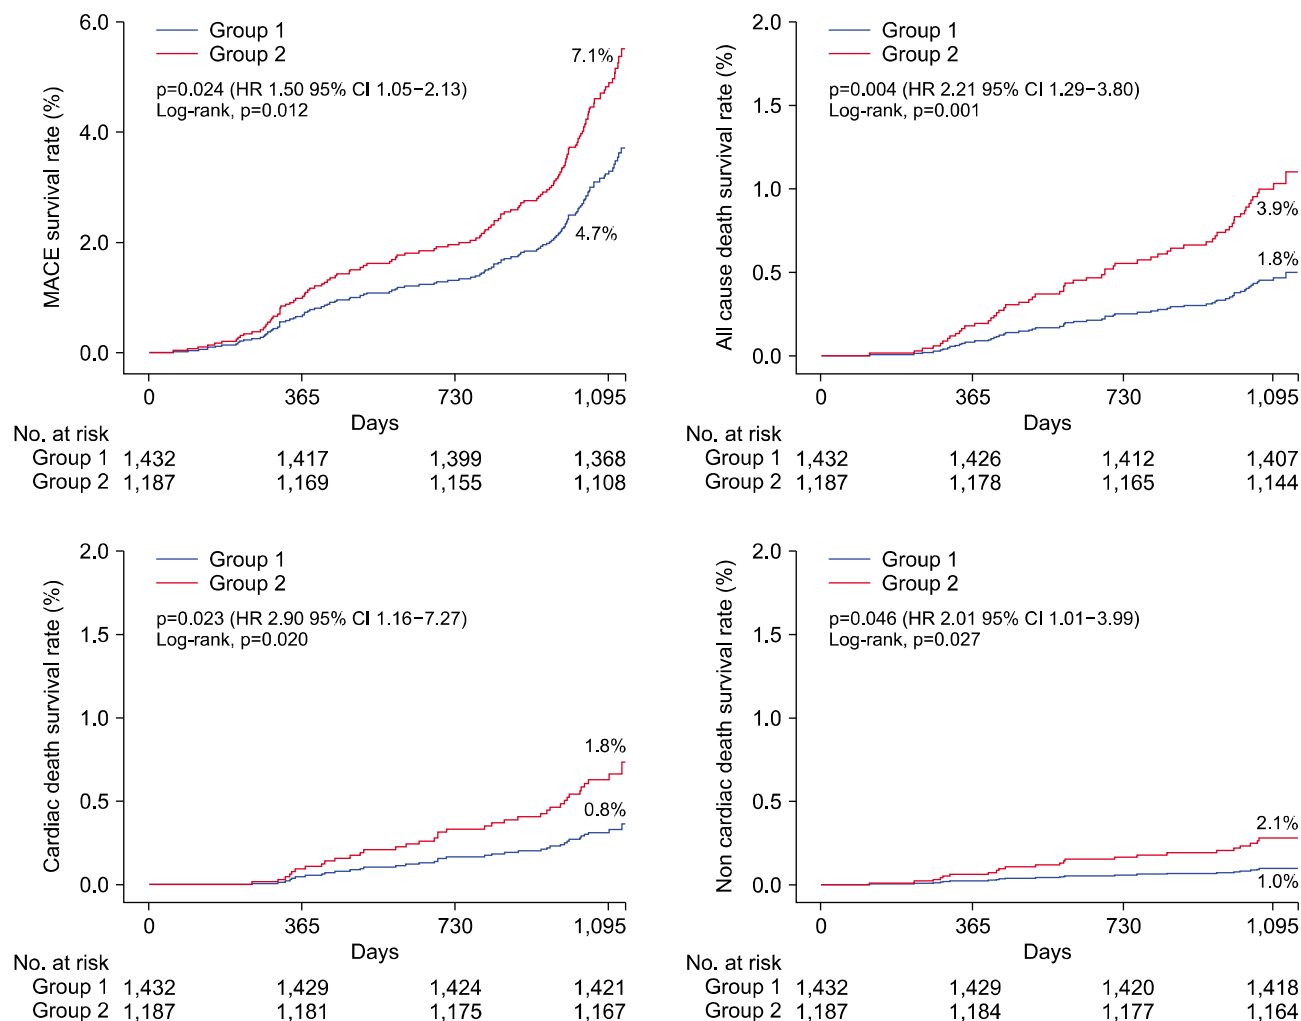 6.0
4.0
2.0
0.0
MACE survival rate (%)
Group 1
Group 2
p=0.024 (HR 1.50 95% CI 1.05−2.13)
Log-rank, p=0.012
7.1%
4.7%
0 365 730 1,095
Days
No. at risk
Group 1 1,432 1,417 1,399 1,368
Group 2 1,187 1,169 1,155 1,108
2.0
1.5
1.0
0.5
0.0
All cause death survival rate (%)
Group 1
Group 2
p=0.004 (HR 2.21 95% CI 1.29−3.80)
Log-rank, p=0.001
3.9%
1.8%
0 365 730 1,095
Days
No. at risk
Group 1 1,432 1,426 1,412 1,407
Group 2 1,187 1,178 1,165 1,144
2.0
1.5
1.0
0.5
0.0
Cardiac death survival rate (%)
Group 1
Group 2
p=0.023 (HR 2.90 95% CI 1.16−7.27)
Log-rank, p=0.020
1.8%
0.8%
0 365 730 1,095
Days
No. at risk
Group 1 1,432 1,429 1,424 1,421
Group 2 1,187 1,181 1,175 1,167
2.0
1.5
1.0
0.5
0.0
Non cardiac death survival rate (%)
Group 1
Group 2
p=0.046 (HR 2.01 95% CI 1.01−3.99)
Log-rank, p=0.027
2.1%
1.0%
0 365 730 1,095
Days
No. at risk
Group 1 1,432 1,429 1,420 1,418
Group 2 1,187 1,184 1,177 1,164